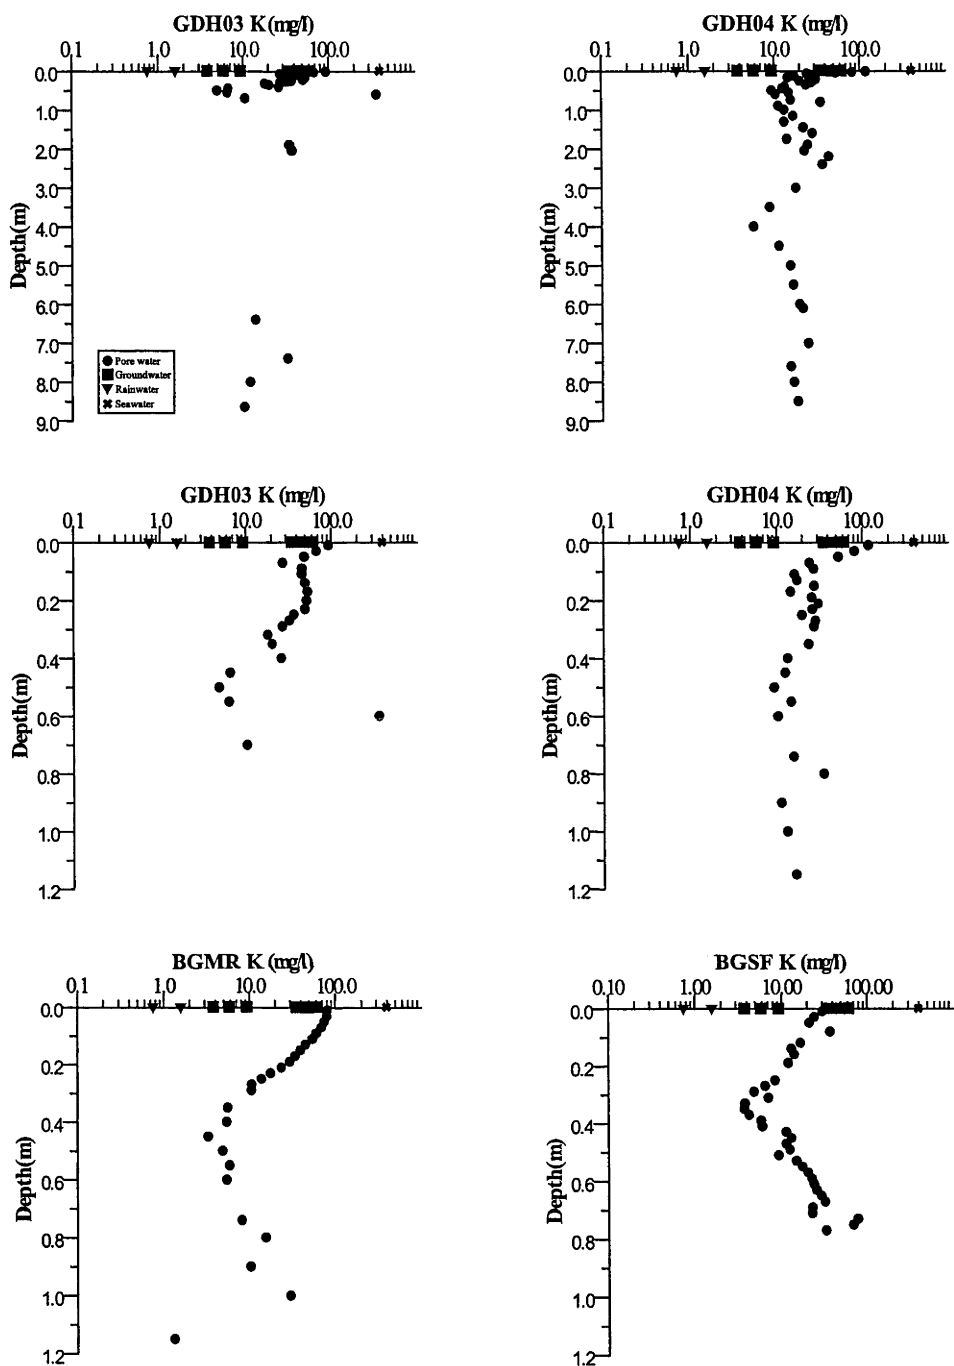 GDH03 K (mg/l)
0.1 1.0 10.0 100.0
0.0
1.0
2.0
3.0
4.0
5.0
6.0
7.0
8.0
9.0
Depth(m)
Pore water
Groundwater
Rainwater
Seawater
GDH04 K (mg/l)
0.1 1.0 10.0 100.0
0.0
1.0
2.0
3.0
4.0
5.0
6.0
7.0
8.0
9.0
Depth(m)
GDH03 K (mg/l)
0.1 1.0 10.0 100.0
0.0
0.2
0.4
0.6
0.8
1.0
1.2
Depth(m)
GDH04 K (mg/l)
0.1 1.0 10.0 100.0
0.0
0.2
0.4
0.6
0.8
1.0
1.2
Depth(m)
BGMR K (mg/l)
0.1 1.0 10.0 100.0
0.0
0.2
0.4
0.6
0.8
1.0
1.2
Depth(m)
BGSF K (mg/l)
0.10 1.00 10.00 100.00
0.0
0.2
0.4
0.6
0.8
1.0
1.2
Depth(m)